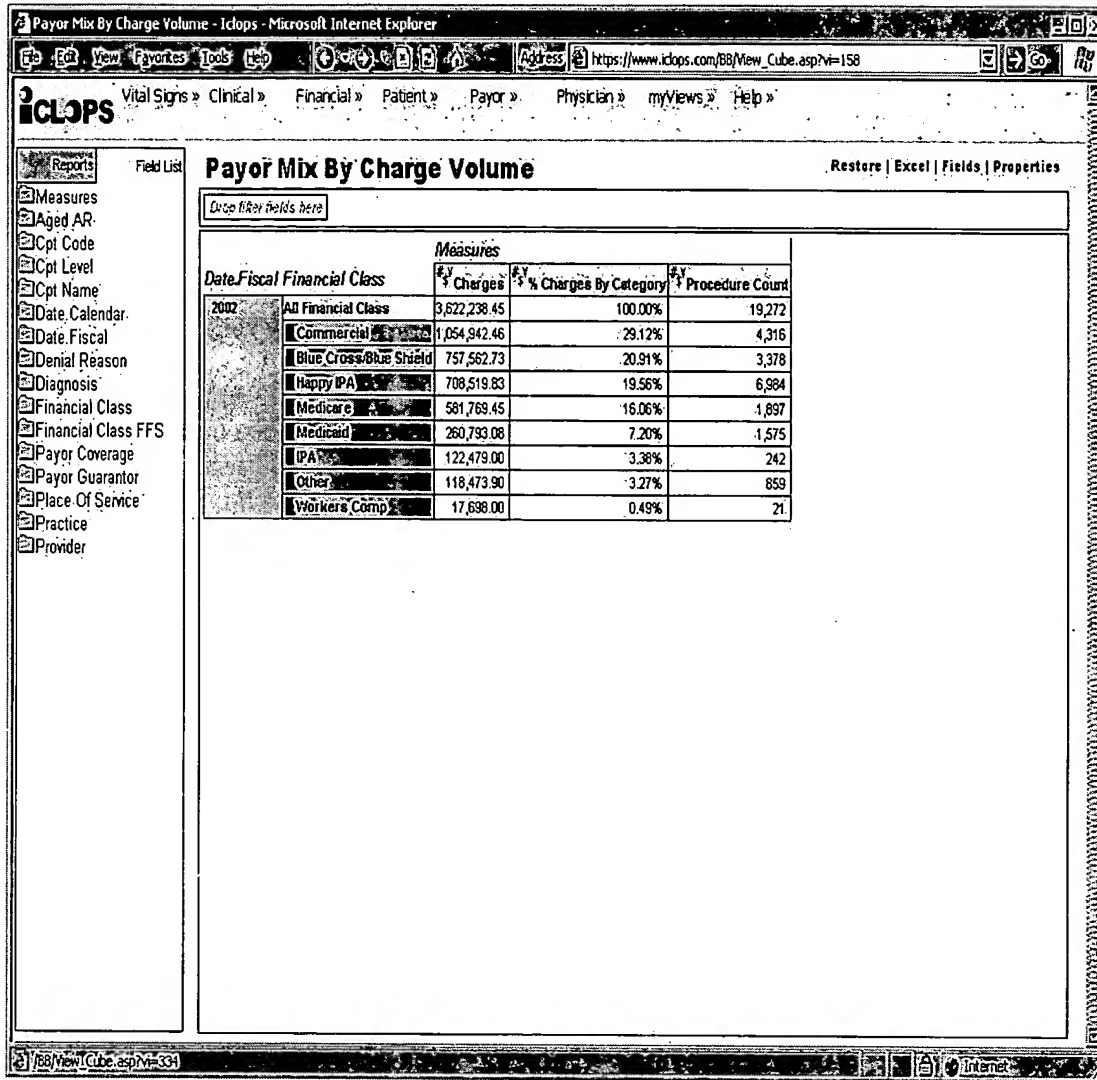 Payor Mix By Charge Volume - Iclops - Microsoft Internet Explorer
File Edit View Favorites Tools Help Address https://www.iclops.com/BB/View_Cube.asp?vi=158 Go
iCLOPS Vital Signs » Clinical » Financial » Patient » Payor » Physician » myViews » Help »
Reports Field List
Measures
Aged AR
Cpt Code
Cpt Level
Cpt Name
Date.Calendar
Date.Fiscal
Denial Reason
Diagnosis
Financial Class
Financial Class FFS
Payor Coverage
Payor Guarantor
Place Of Service
Practice
Provider
Payor Mix By Charge Volume Restore | Excel | Fields | Properties
Drop filter fields here
Measures
Date.Fiscal Financial Class Charges % Charges By Category Procedure Count
2002 All Financial Class 3,622,238.45 100.00% 19,272
Commercial 1,054,942.46 29.12% 4,316
Blue Cross/Blue Shield 757,562.73 20.91% 3,378
Happy IPA 708,519.83 19.56% 6,984
Medicare 581,769.45 16.06% 1,897
Medicaid 260,793.08 7.20% 1,575
IPA 122,479.00 3.38% 242
Other 118,473.90 3.27% 859
Workers Comp 17,698.00 0.49% 21
/BB/View_Cube.asp?vi=334 Internet